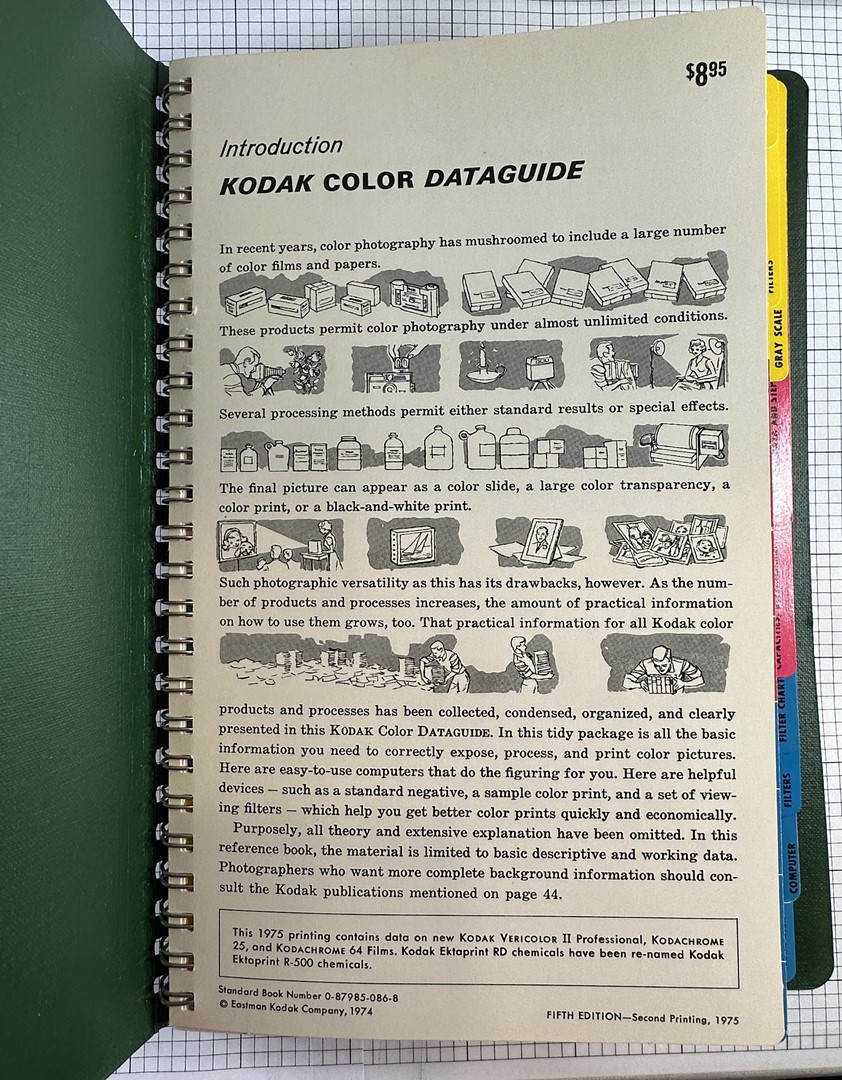 $8⁹⁵
Introduction
KODAK COLOR DATAGUIDE
In recent years, color photography has mushroomed to include a large number
of color films and papers.
These products permit color photography under almost unlimited conditions.
Several processing methods permit either standard results or special effects.
The final picture can appear as a color slide, a large color transparency, a
color print, or a black-and-white print.
Such photographic versatility as this has its drawbacks, however. As the num-
ber of products and processes increases, the amount of practical information
on how to use them grows, too. That practical information for all Kodak color
products and processes has been collected, condensed, organized, and clearly
presented in this KODAK Color DATAGUIDE. In this tidy package is all the basic
information you need to correctly expose, process, and print color pictures.
Here are easy-to-use computers that do the figuring for you. Here are helpful
devices — such as a standard negative, a sample color print, and a set of view-
ing filters — which help you get better color prints quickly and economically.
Purposely, all theory and extensive explanation have been omitted. In this
reference book, the material is limited to basic descriptive and working data.
Photographers who want more complete background information should con-
sult the Kodak publications mentioned on page 44.
This 1975 printing contains data on new KODAK VERICOLOR II Professional, KODACHROME
25, and KODACHROME 64 Films. Kodak Ektaprint RD chemicals have been re-named Kodak
Ektaprint R-500 chemicals.
Standard Book Number 0-87985-086-8
© Eastman Kodak Company, 1974
FIFTH EDITION—Second Printing, 1975
FILTERS
GRAY SCALE
FILTER CHART
FILTERS
COMPUTER